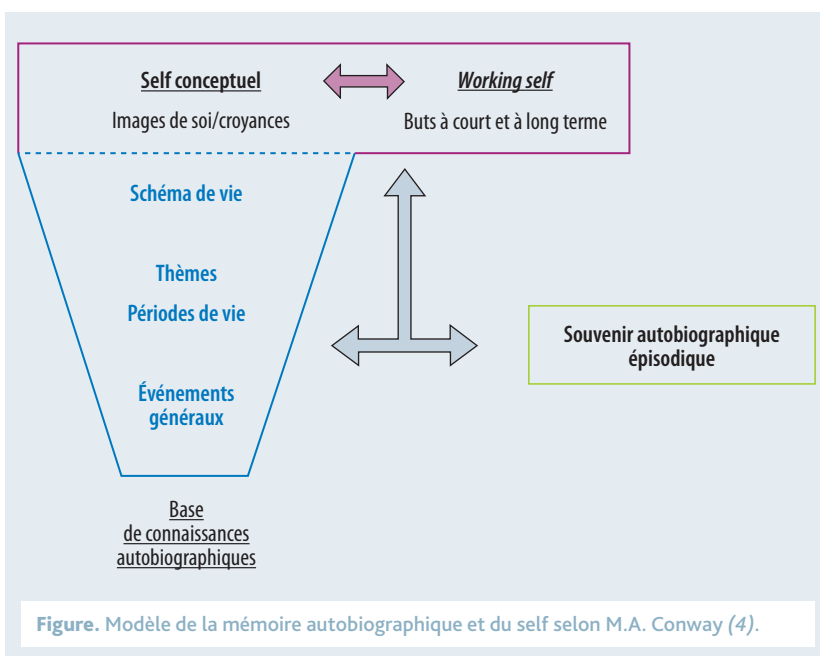 Self conceptuel
Working self
Images de soi/croyances
Buts à court et à long terme
Schéma de vie
Thèmes
Périodes de vie
Événements
généraux
Souvenir autobiographique
épisodique
Base
de connaissances
autobiographiques
Figure. Modèle de la mémoire autobiographique et du self selon M.A. Conway (4).